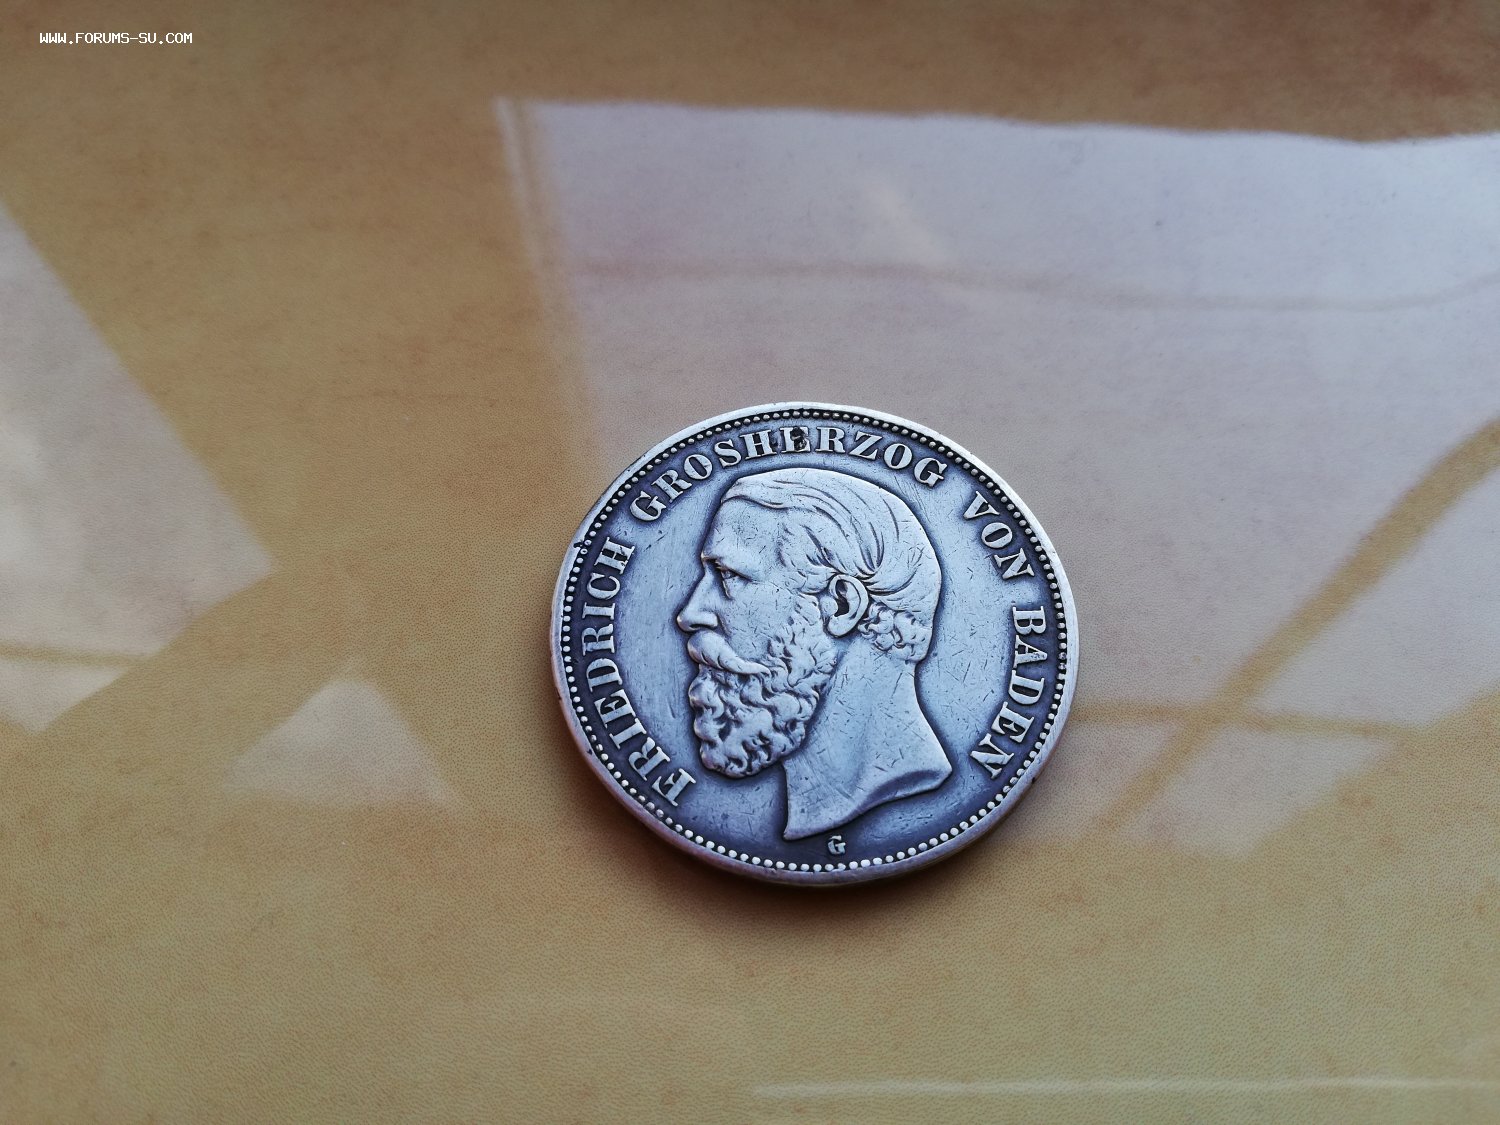 WWW.FORUMS-SU.COM
FRIEDRICH GROSHERZOG VON BADEN
G